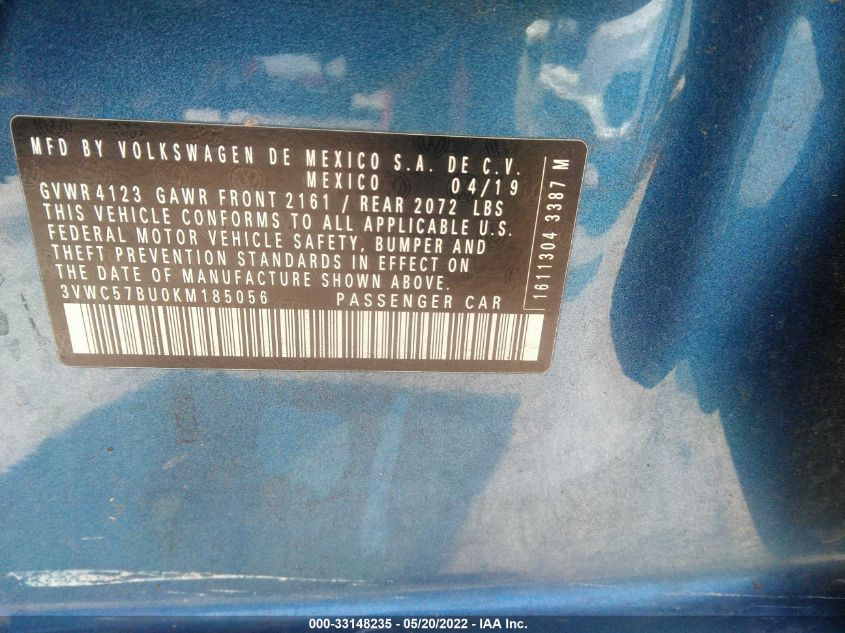 MFD BY VOLKSWAGEN DE MEXICO S.A. DE C.V.
MEXICO 04/19
GVWR 4123 GAWR FRONT 2161 / REAR 2072 LBS
THIS VEHICLE CONFORMS TO ALL APPLICABLE U.S.
FEDERAL MOTOR VEHICLE SAFETY, BUMPER AND
THEFT PREVENTION STANDARDS IN EFFECT ON
THE DATE OF MANUFACTURE SHOWN ABOVE.
3VWC57BU0KM185056 PASSENGER CAR
1611304 3387 M
000-33148235 - 05/20/2022 - IAA Inc.